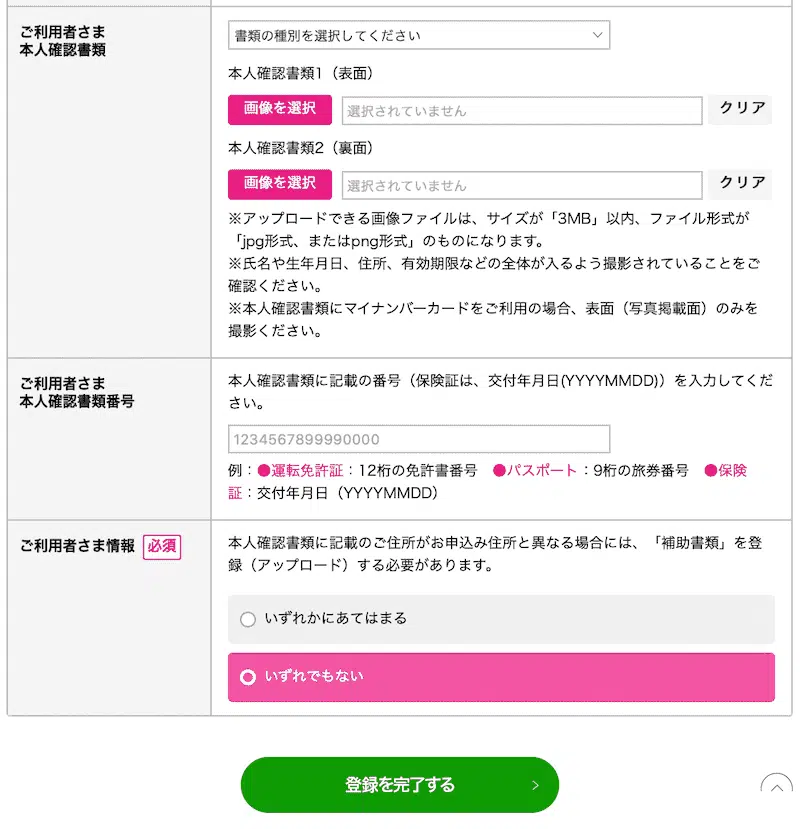 ご利用者さま
本人確認書類
書類の種別を選択してください
本人確認書類1（表面）
画像を選択 選択されていません クリア
本人確認書類2（裏面）
画像を選択 選択されていません クリア
※アップロードできる画像ファイルは、サイズが「3MB」以内、ファイル形式が
「jpg形式、またはpng形式」のものになります。
※氏名や生年月日、住所、有効期限などの全体が入るよう撮影されていることをご
確認ください。
※本人確認書類にマイナンバーカードをご利用の場合、表面（写真掲載面）のみを
撮影ください。
ご利用者さま
本人確認書類番号
本人確認書類に記載の番号（保険証は、交付年月日(YYYYMMDD)）を入力してくだ
さい。
1234567899990000
例：●運転免許証：12桁の免許書番号 ●パスポート：9桁の旅券番号 ●保険
証：交付年月日（YYYYMMDD）
ご利用者さま情報 必須
本人確認書類に記載のご住所がお申込み住所と異なる場合には、「補助書類」を登
録（アップロード）する必要があります。
いずれかにあてはまる
いずれでもない
登録を完了する